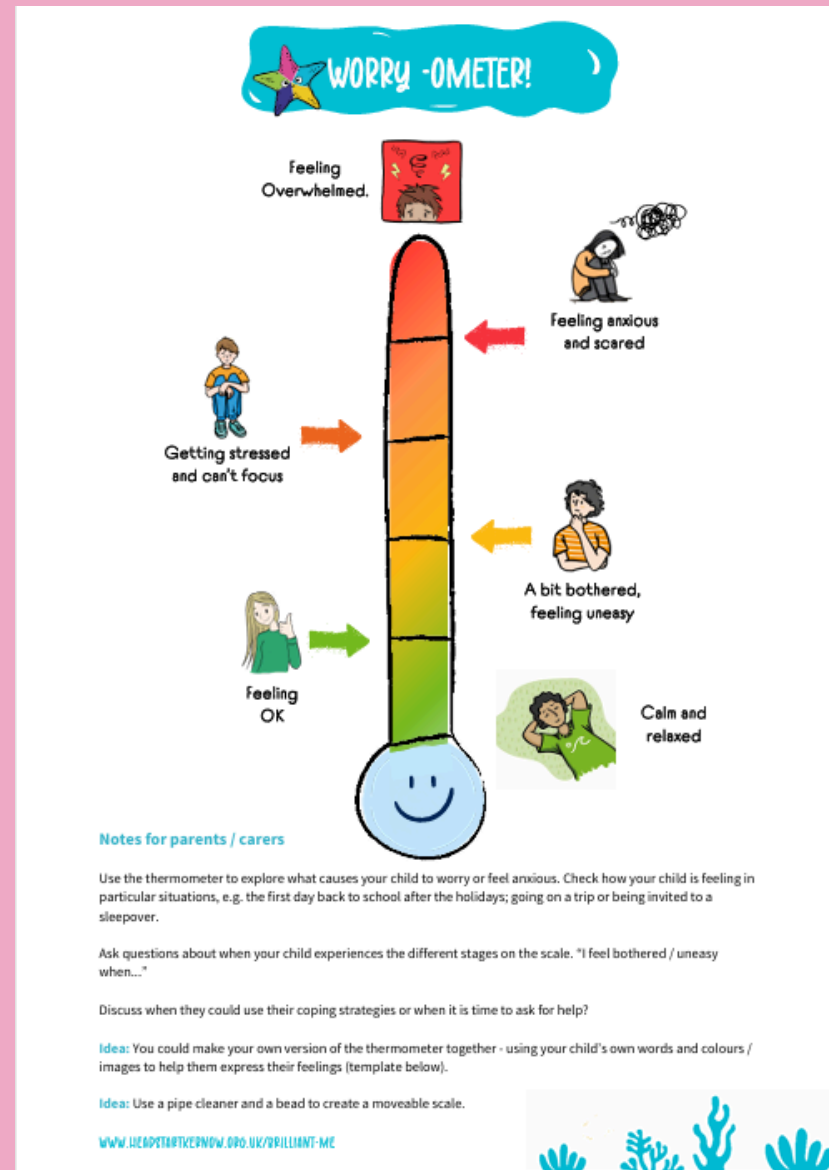 WORRY -OMETER!
Feeling
Overwhelmed.
Feeling anxious
and scared
Getting stressed
and can't focus
A bit bothered,
feeling uneasy
Feeling
OK
Calm and
relaxed
Notes for parents / carers
Use the thermometer to explore what causes your child to worry or feel anxious. Check how your child is feeling in
particular situations, e.g. the first day back to school after the holidays; going on a trip or being invited to a
sleepover.
Ask questions about when your child experiences the different stages on the scale. "I feel bothered / uneasy
when..."
Discuss when they could use their coping strategies or when it is time to ask for help?
Idea: You could make your own version of the thermometer together - using your child's own words and colours /
images to help them express their feelings (template below).
Idea: Use a pipe cleaner and a bead to create a moveable scale.
WWW.HEADSTARTKERNOW.ORG.UK/BRILLIANT-ME